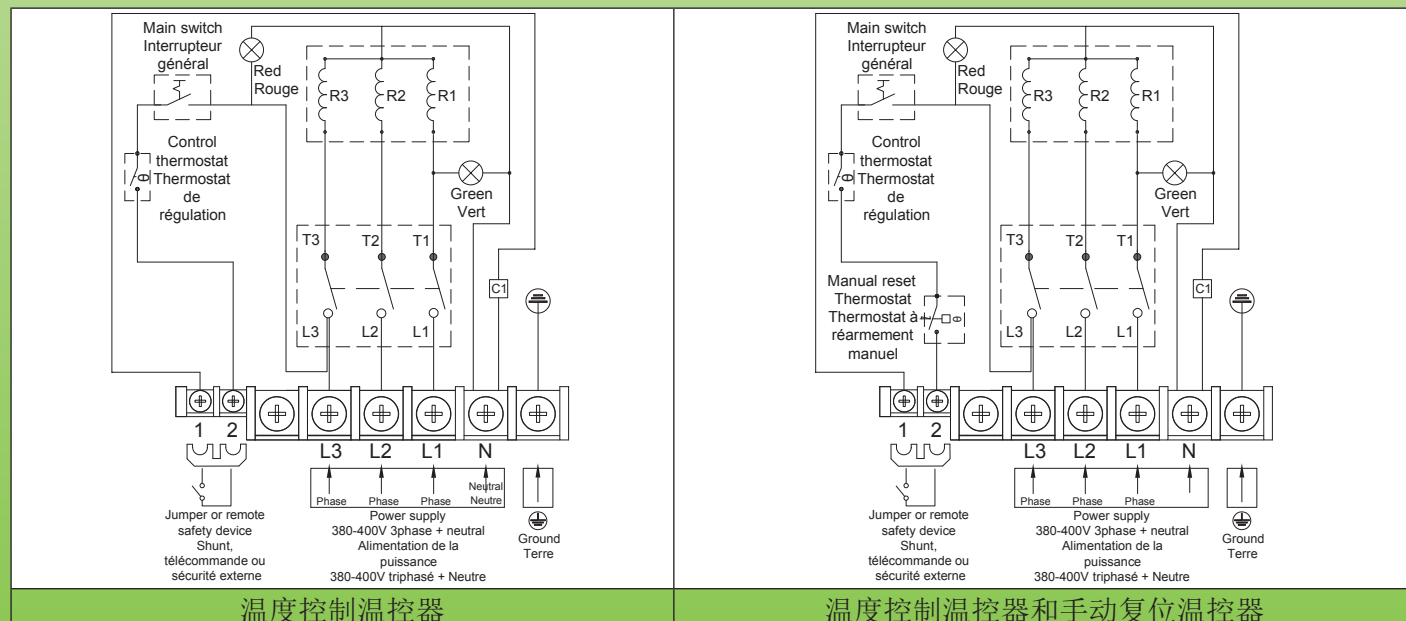 Main switch
Interrupteur
général
Red
Rouge
R3
R2
R1
Control
thermostat
Thermostat
de
régulation
θ
Green
Vert
T3
T2
T1
C1
L3
L2
L1
1
2
L3
L2
L1
N
Phase
Phase
Phase
Neutral
Neutre
Jumper or remote
safety device
Shunt,
télécommande ou
sécurité externe
Power supply
380-400V 3phase + neutral
Alimentation de la
puissance
380-400V triphasé + Neutre
Ground
Terre
温度控制温控器
Main switch
Interrupteur
général
Red
Rouge
R3
R2
R1
Control
thermostat
Thermostat
de
régulation
θ
Green
Vert
T3
T2
T1
C1
Manual reset
Thermostat
Thermostat à
réarmement
manuel
θ
L3
L2
L1
1
2
L3
L2
L1
N
Phase
Phase
Phase
Jumper or remote
safety device
Shunt,
télécommande ou
sécurité externe
Power supply
380-400V 3phase + neutral
Alimentation de la
puissance
380-400V triphasé + Neutre
Ground
Terre
温度控制温控器和手动复位温控器